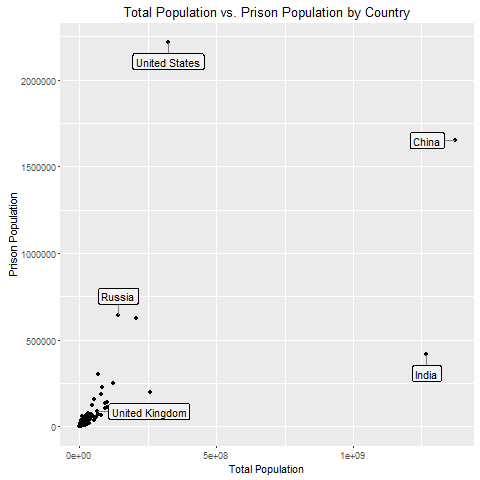 Total Population vs. Prison Population by Country
Prison Population
2000000
1500000
1000000
500000
0
United States
China
Russia
India
United Kingdom
0e+00
5e+08
1e+09
Total Population